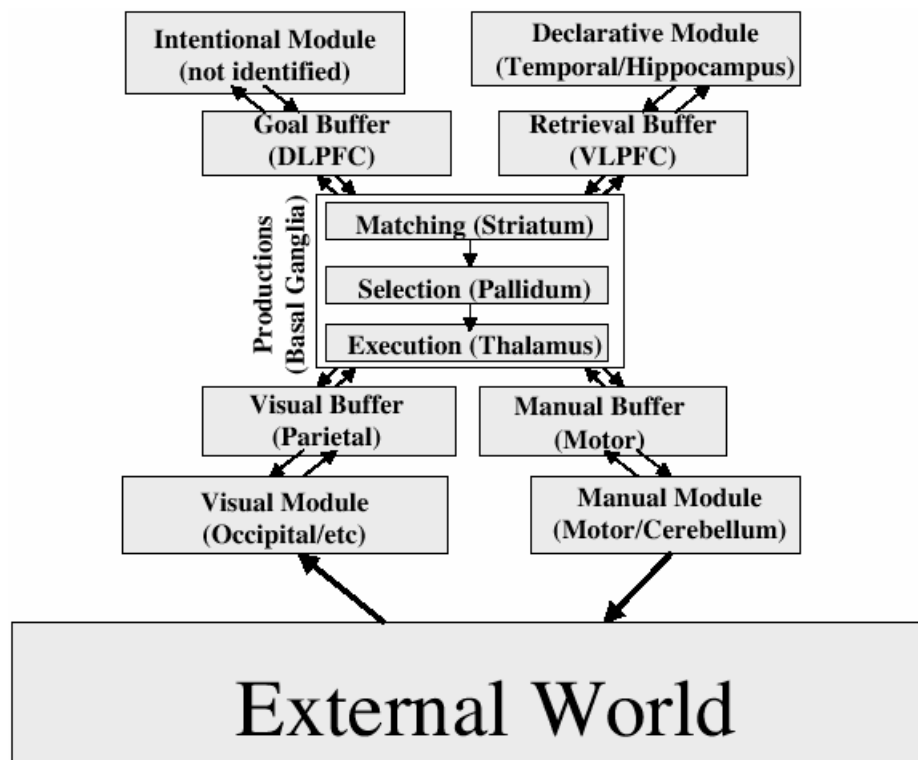 Intentional Module
(not identified)
Declarative Module
(Temporal/Hippocampus)
Goal Buffer
(DLPFC)
Retrieval Buffer
(VLPFC)
Productions
(Basal Ganglia)
Matching (Striatum)
Selection (Pallidum)
Execution (Thalamus)
Visual Buffer
(Parietal)
Manual Buffer
(Motor)
Visual Module
(Occipital/etc)
Manual Module
(Motor/Cerebellum)
External World